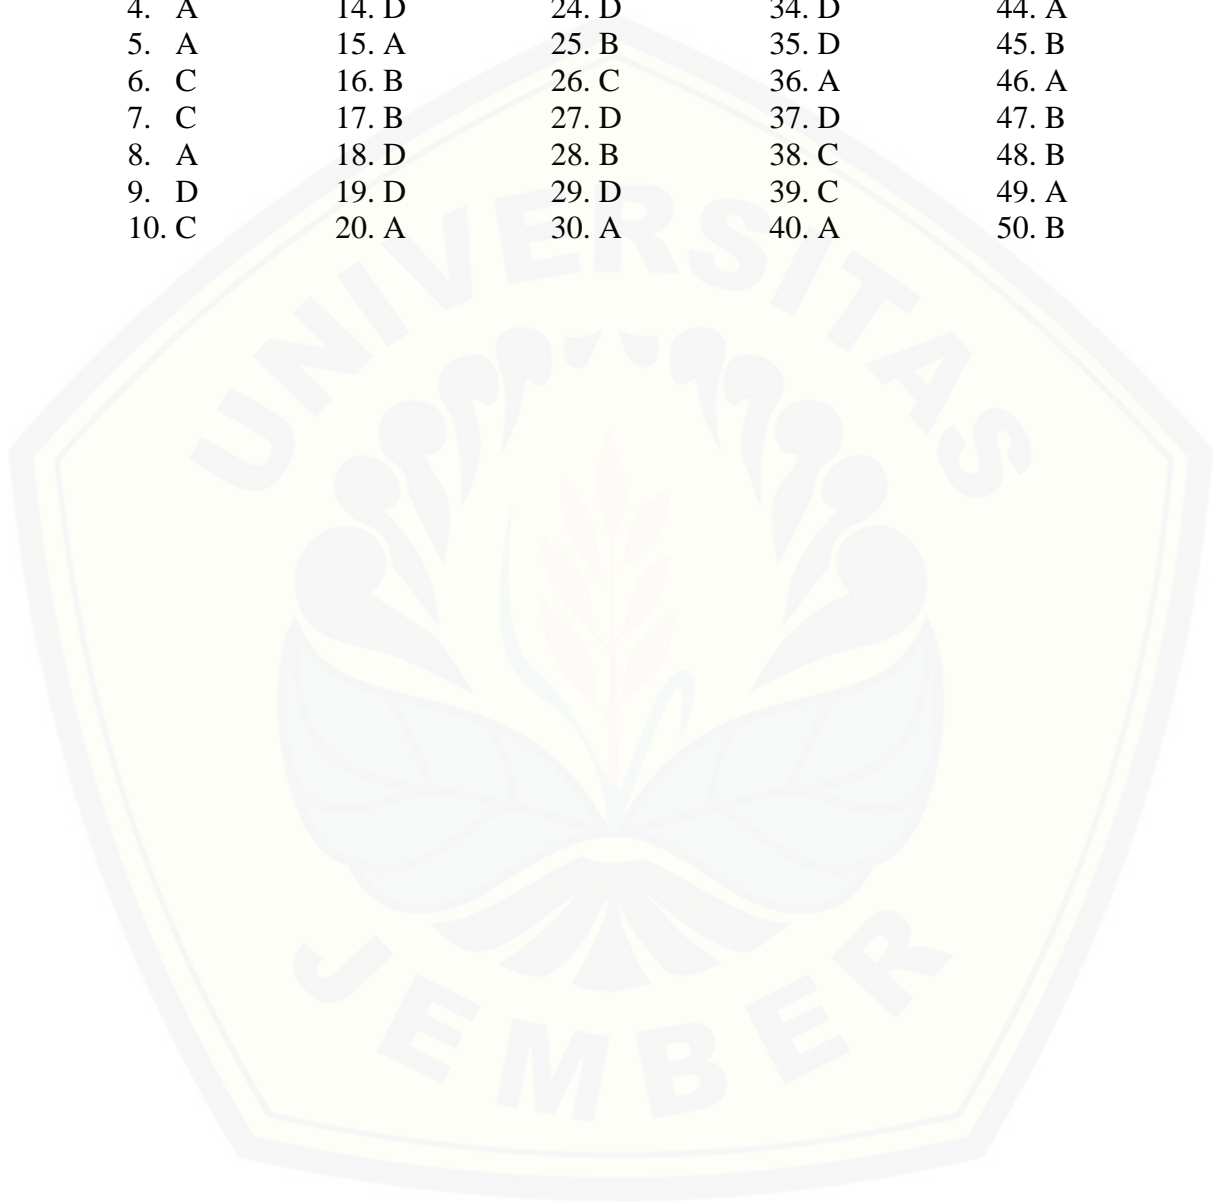 4. A 14. D 24. D 34. D 44. A
5. A 15. A 25. B 35. D 45. B
6. C 16. B 26. C 36. A 46. A
7. C 17. B 27. D 37. D 47. B
8. A 18. D 28. B 38. C 48. B
9. D 19. D 29. D 39. C 49. A
10. C 20. A 30. A 40. A 50. B
UNIVERSITAS
JEMBER